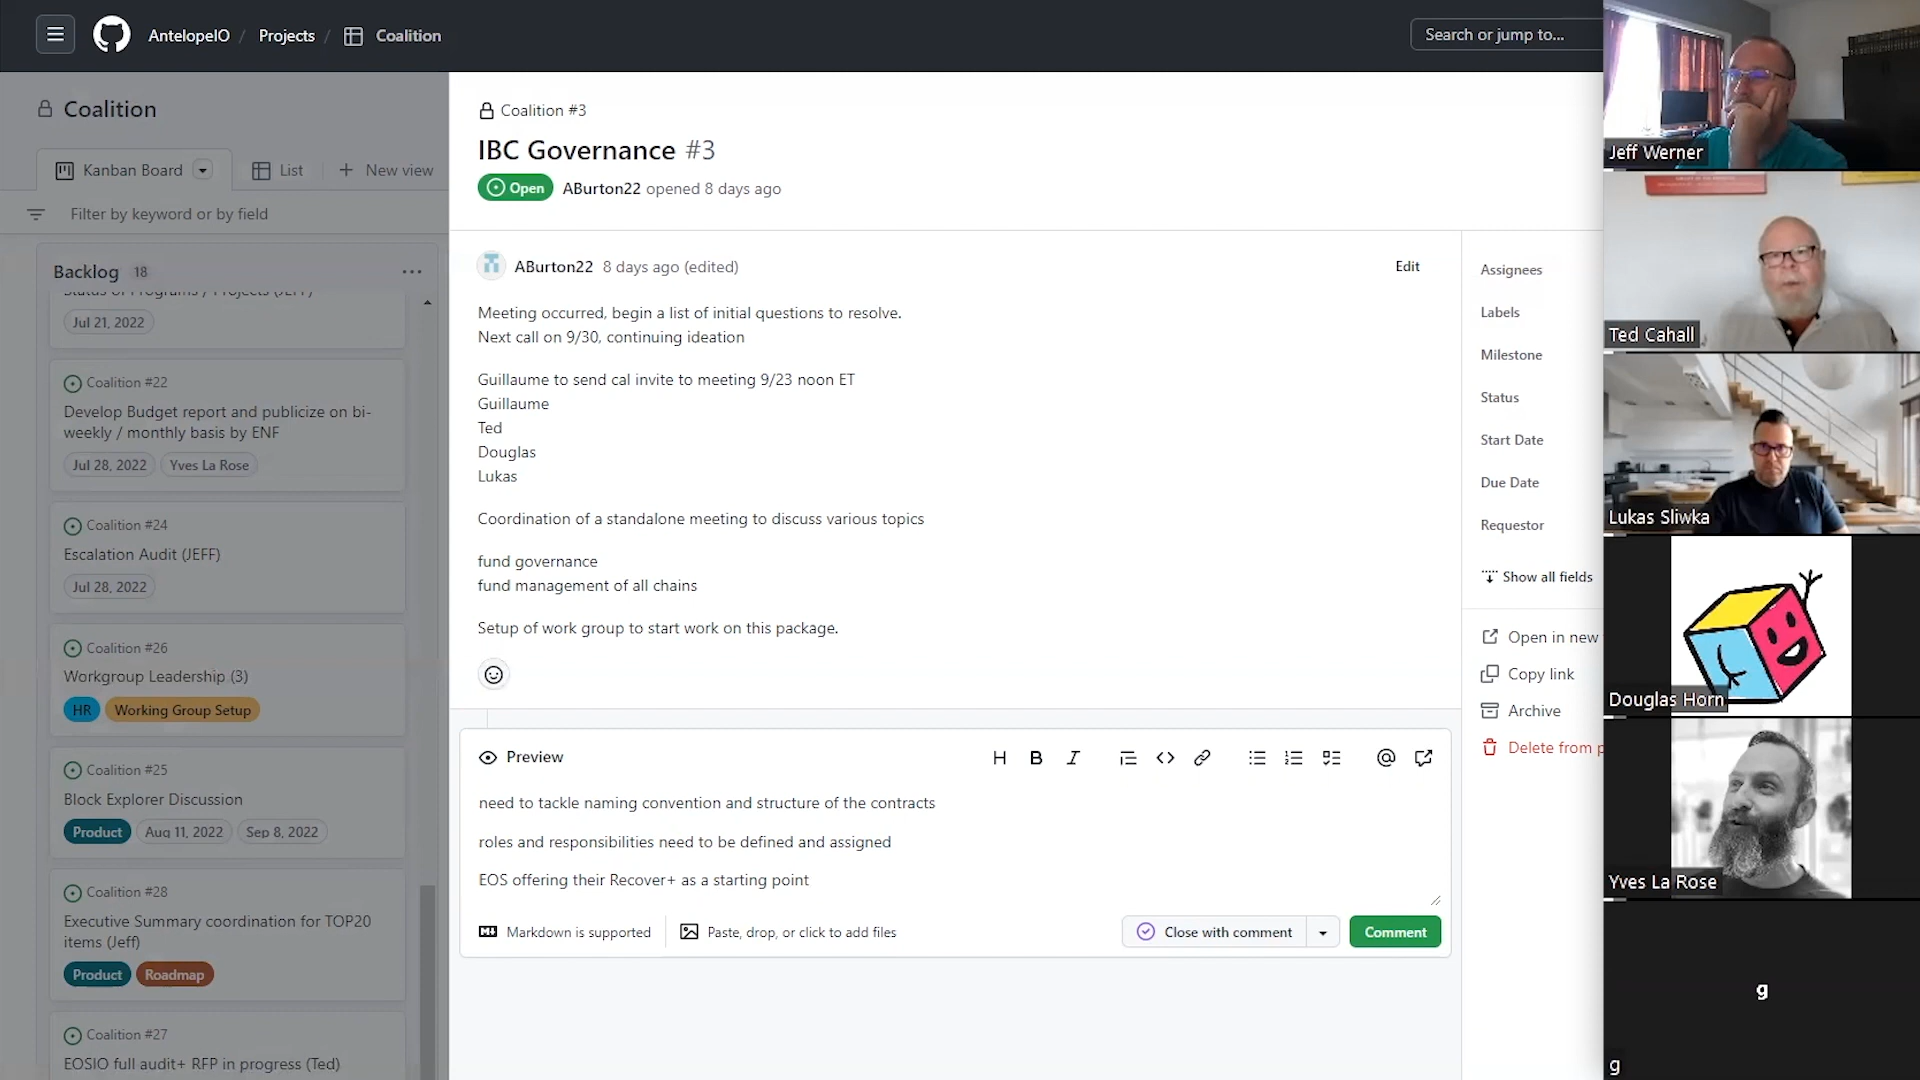 AntelopeIO / Projects / Coalition
Search or jump to...
Coalition
Kanban Board
List
New view
Filter by keyword or by field
Backlog 18
Status of Programs / Projects (JEFF)
Jul 21, 2022
Coalition #22
Develop Budget report and publicize on bi-
weekly / monthly basis by ENF
Jul 28, 2022
Yves La Rose
Coalition #24
Escalation Audit (JEFF)
Jul 28, 2022
Coalition #26
Workgroup Leadership (3)
HR
Working Group Setup
Coalition #25
Block Explorer Discussion
Product
Aug 11, 2022
Sep 8, 2022
Coalition #28
Executive Summary coordination for TOP20
items (Jeff)
Product
Roadmap
Coalition #27
EOSIO full audit+ RFP in progress (Ted)
Coalition #3
IBC Governance #3
Open
ABurton22 opened 8 days ago
ABurton22 8 days ago (edited)
Edit
Meeting occurred, begin a list of initial questions to resolve.
Next call on 9/30, continuing ideation
Guillaume to send cal invite to meeting 9/23 noon ET
Guillaume
Ted
Douglas
Lukas
Coordination of a standalone meeting to discuss various topics
fund governance
fund management of all chains
Setup of work group to start work on this package.
Preview
H B I
need to tackle naming convention and structure of the contracts
roles and responsibilities need to be defined and assigned
EOS offering their Recover+ as a starting point
Markdown is supported
Paste, drop, or click to add files
Close with comment
Comment
Assignees
Labels
Milestone
Status
Start Date
Due Date
Requestor
Show all fields
Open in new
Copy link
Archive
Delete from p
Jeff Werner
Ted Cahall
Lukas Sliwka
Douglas Horn
Yves La Rose
g
g